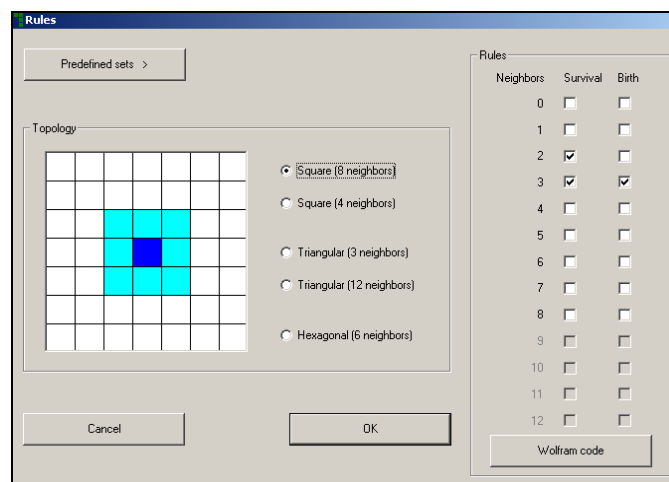 Rules
Predefined sets >
Topology
Square (8 neighbors)
Square (4 neighbors)
Triangular (3 neighbors)
Triangular (12 neighbors)
Hexagonal (6 neighbors)
Cancel
OK
Rules
Neighbors Survival Birth
0
1
2
3
4
5
6
7
8
9
10
11
12
Wolfram code